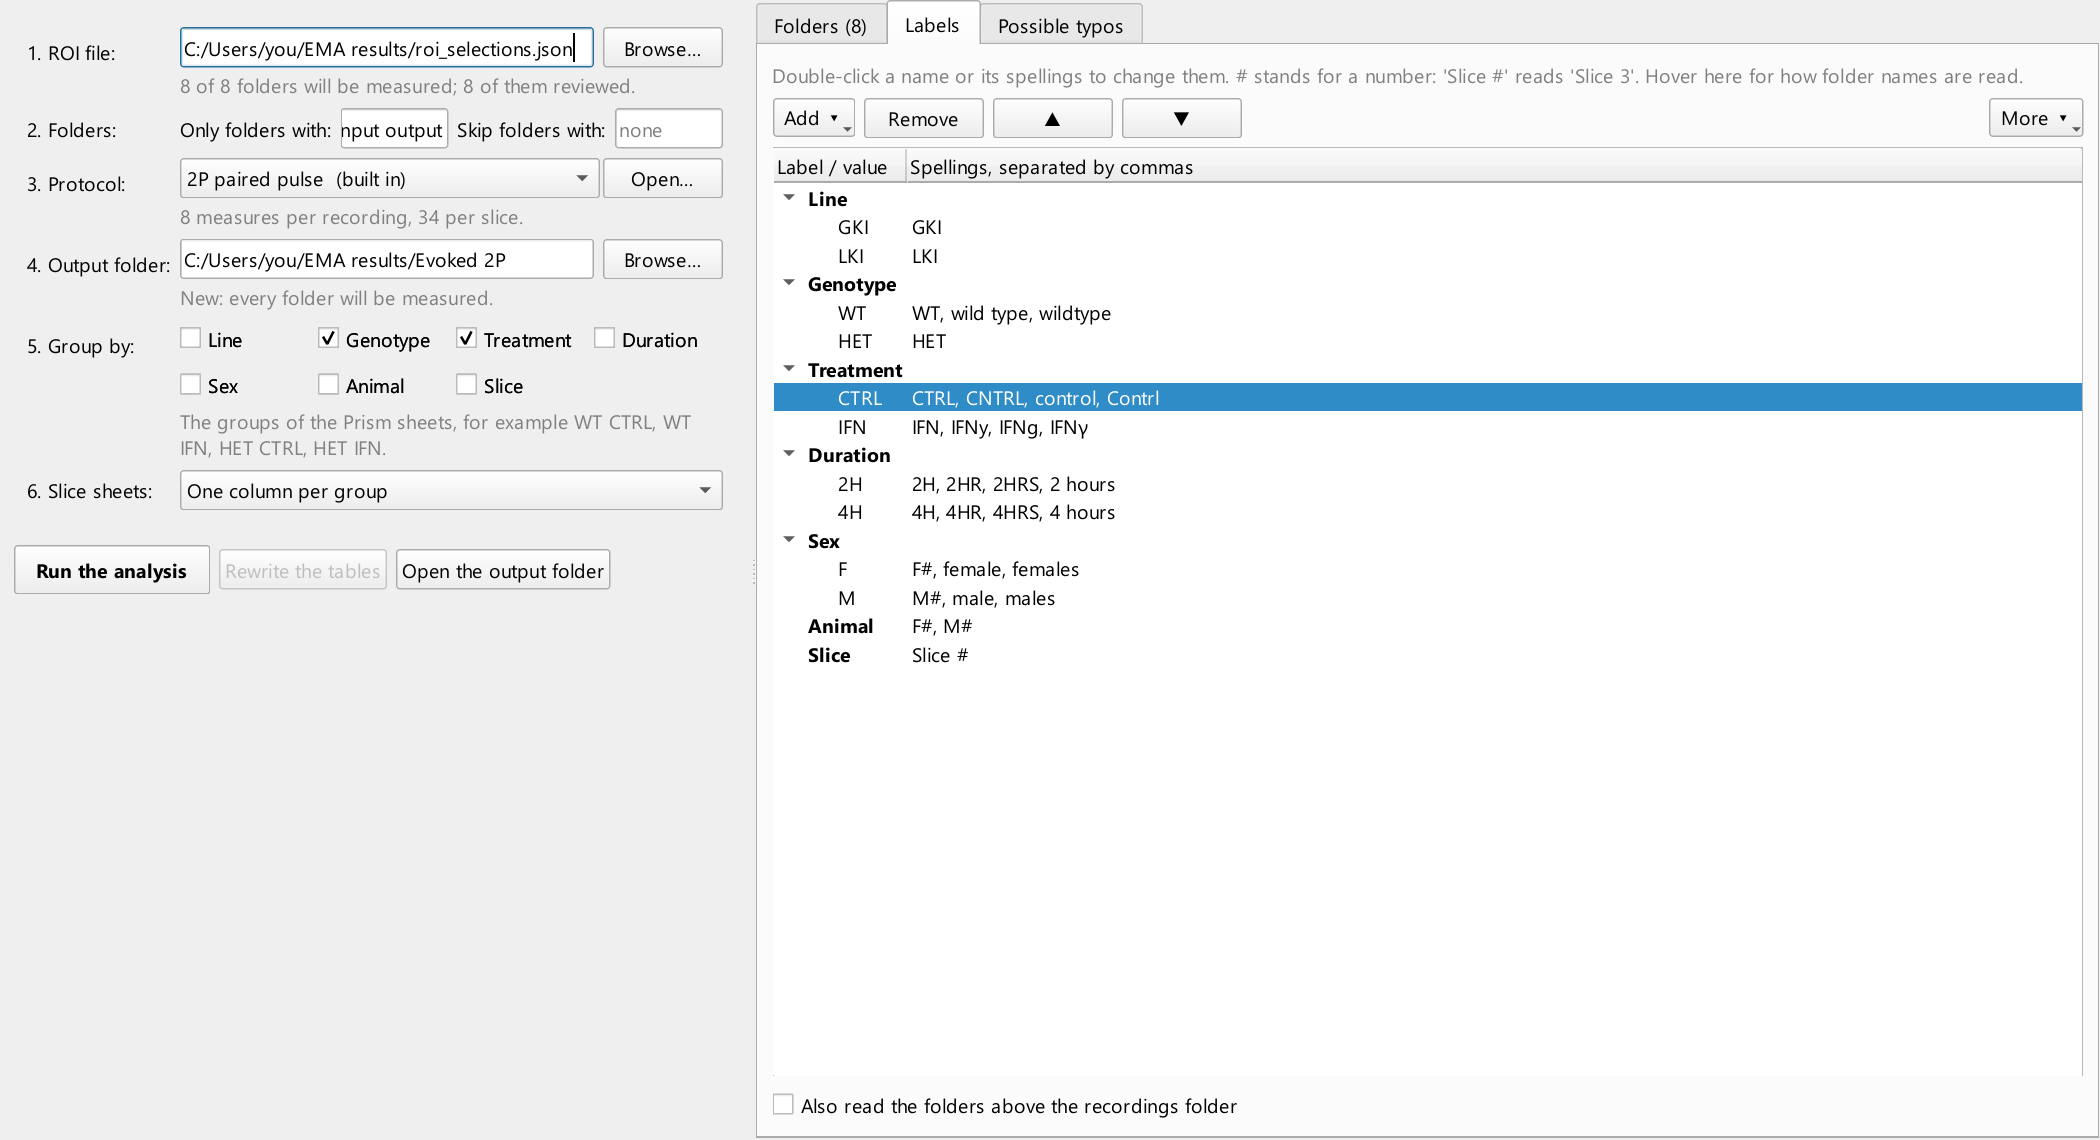 1. ROI file: C:/Users/you/EMA results/roi_selections.json Browse...
8 of 8 folders will be measured; 8 of them reviewed.
2. Folders: Only folders with: nput output Skip folders with: none
3. Protocol: 2P paired pulse (built in) Open...
8 measures per recording, 34 per slice.
4. Output folder: C:/Users/you/EMA results/Evoked 2P Browse...
New: every folder will be measured.
5. Group by: Line Genotype Treatment Duration
Sex Animal Slice
The groups of the Prism sheets, for example WT CTRL, WT
IFN, HET CTRL, HET IFN.
6. Slice sheets: One column per group
Run the analysis Rewrite the tables Open the output folder
Folders (8) Labels Possible typos
Double-click a name or its spellings to change them. # stands for a number: 'Slice #' reads 'Slice 3'. Hover here for how folder names are read.
Add ▾ Remove ▲ ▼ More ▾
Label / value Spellings, separated by commas
Line
GKI GKI
LKI LKI
Genotype
WT WT, wild type, wildtype
HET HET
Treatment
CTRL CTRL, CNTRL, control, Contrl
IFN IFN, IFNy, IFNg, IFNγ
Duration
2H 2H, 2HR, 2HRS, 2 hours
4H 4H, 4HR, 4HRS, 4 hours
Sex
F F#, female, females
M M#, male, males
Animal F#, M#
Slice Slice #
Also read the folders above the recordings folder